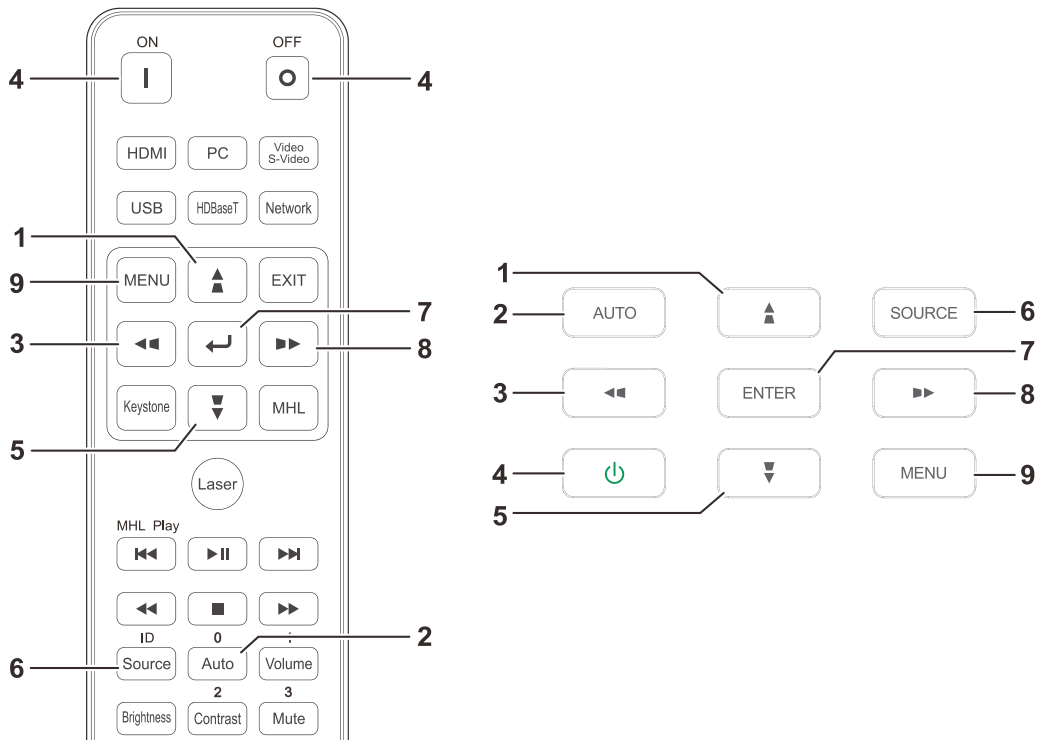 ON OFF
4 4
HDMI PC Video
S-Video
USB HDBaseT Network
1
9 MENU EXIT
7
3 8
Keystone MHL
5
Laser
MHL Play
ID 0 1
2
6 Source Auto Volume
2 3
Brightness Contrast Mute
1
2 AUTO SOURCE 6
7
3 ENTER 8
4 MENU 9
5